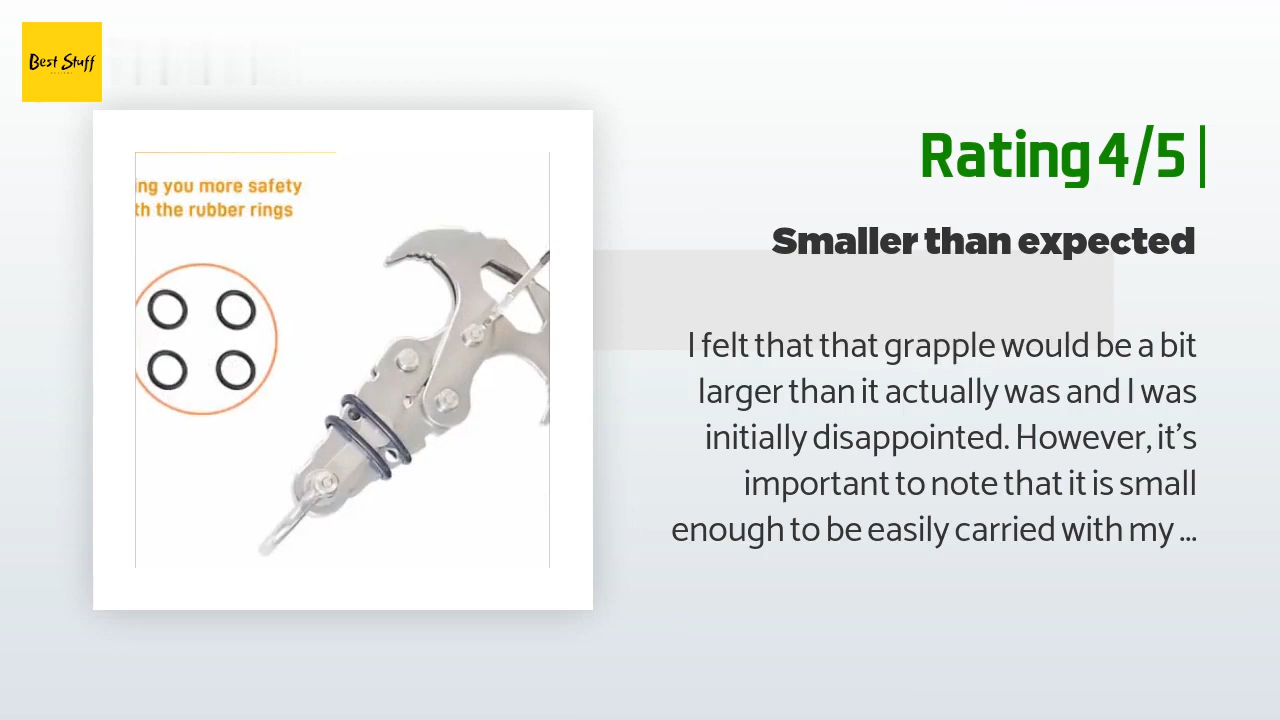 Best Stuff
Rating 4/5 |
Smaller than expected
ing you more safety
th the rubber rings
I felt that that grapple would be a bit
larger than it actually was and I was
initially disappointed. However, it's
important to note that it is small
enough to be easily carried with my ...